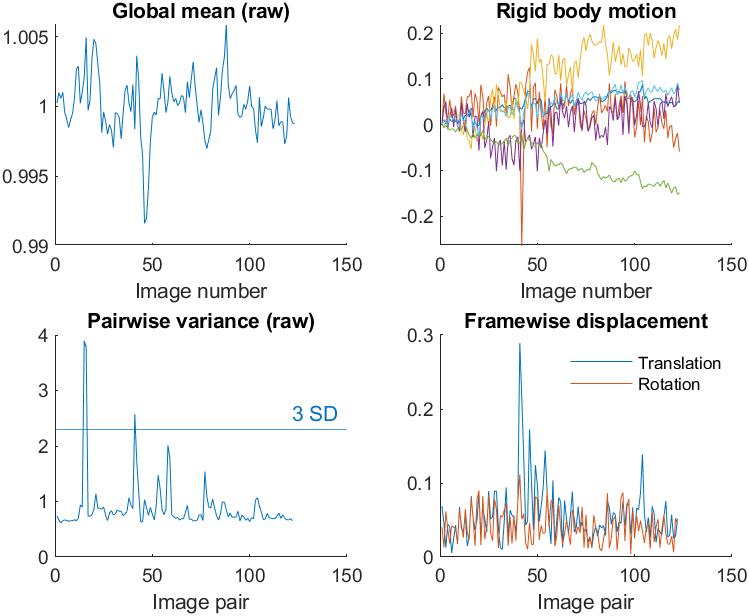 Global mean (raw)
1.005
1
0.995
0.99
0 50 100 150
Image number
Rigid body motion
0.2
0.1
0
-0.1
-0.2
0 50 100 150
Image number
Pairwise variance (raw)
4
3
2
1
0
3 SD
0 50 100 150
Image pair
Framewise displacement
0.3
0.2
0.1
0
Translation
Rotation
0 50 100 150
Image pair